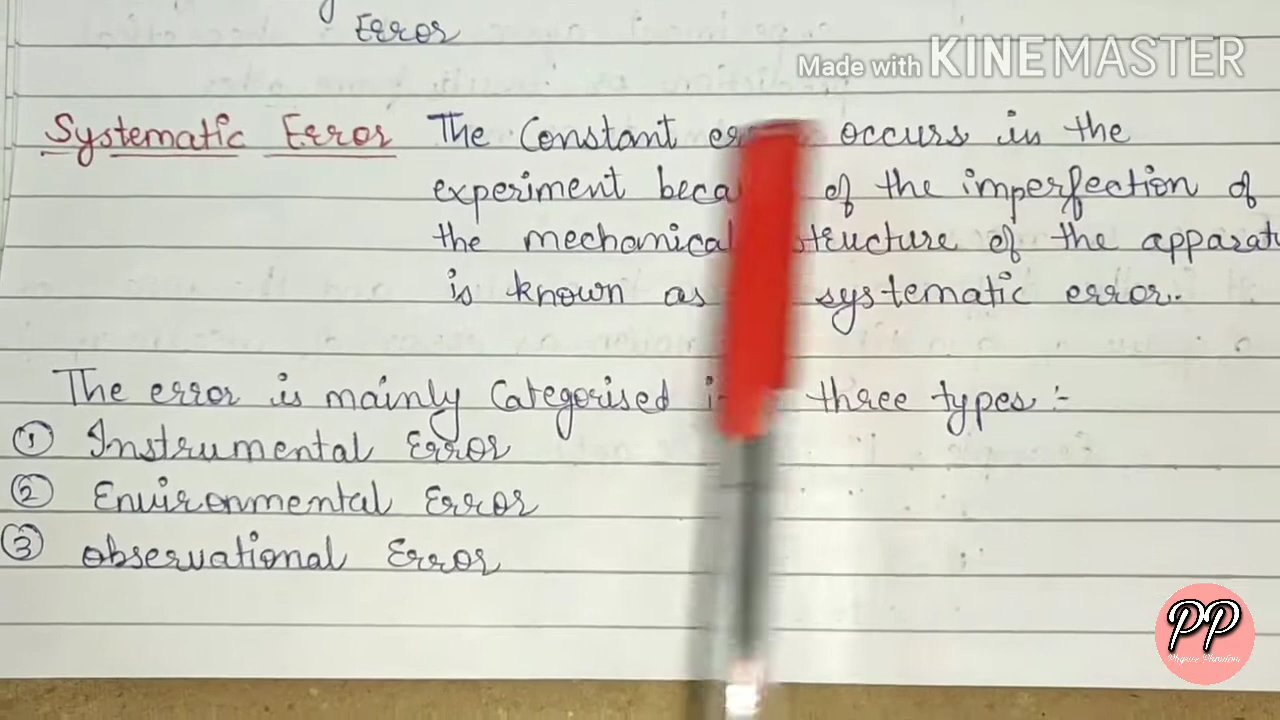 Error
Made with KINEMASTER
Systematic Error The Constant occurs in the
experiment of the imperfection of
the mechanical structure of the
is known as systematic error.
The error is mainly Categorised three types :-
① Instrumental Error
② Environmental Error
③ observational Error
PP